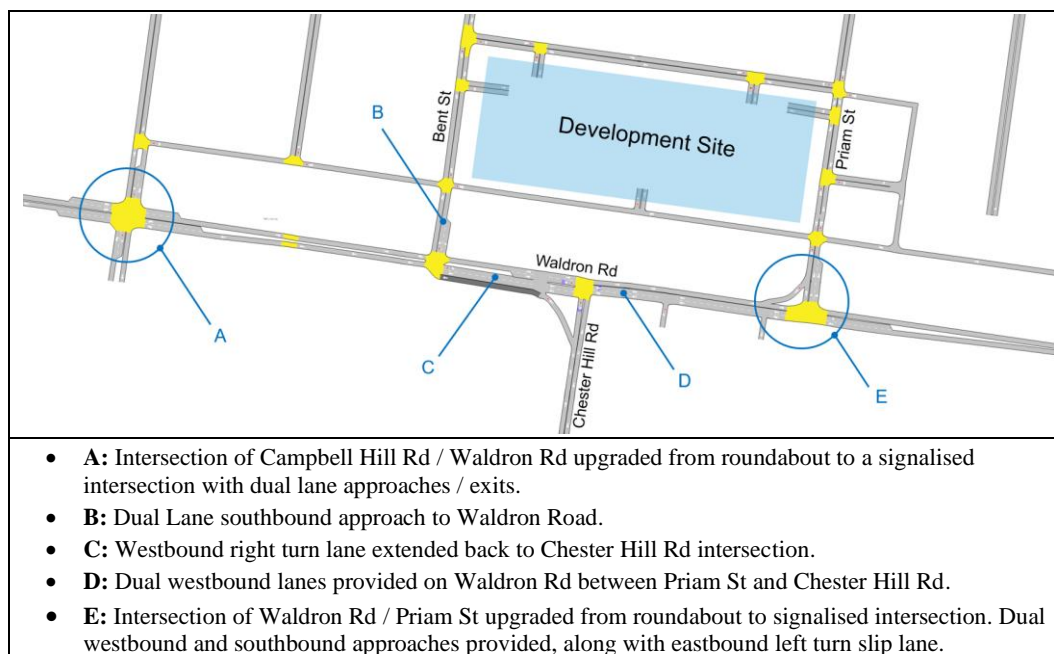 Bent St
Priam St
Development Site
B
Waldron Rd
A
C
Chester Hill Rd
D
E
• A: Intersection of Campbell Hill Rd / Waldron Rd upgraded from roundabout to a signalised
intersection with dual lane approaches / exits.
• B: Dual Lane southbound approach to Waldron Road.
• C: Westbound right turn lane extended back to Chester Hill Rd intersection.
• D: Dual westbound lanes provided on Waldron Rd between Priam St and Chester Hill Rd.
• E: Intersection of Waldron Rd / Priam St upgraded from roundabout to signalised intersection. Dual
westbound and southbound approaches provided, along with eastbound left turn slip lane.